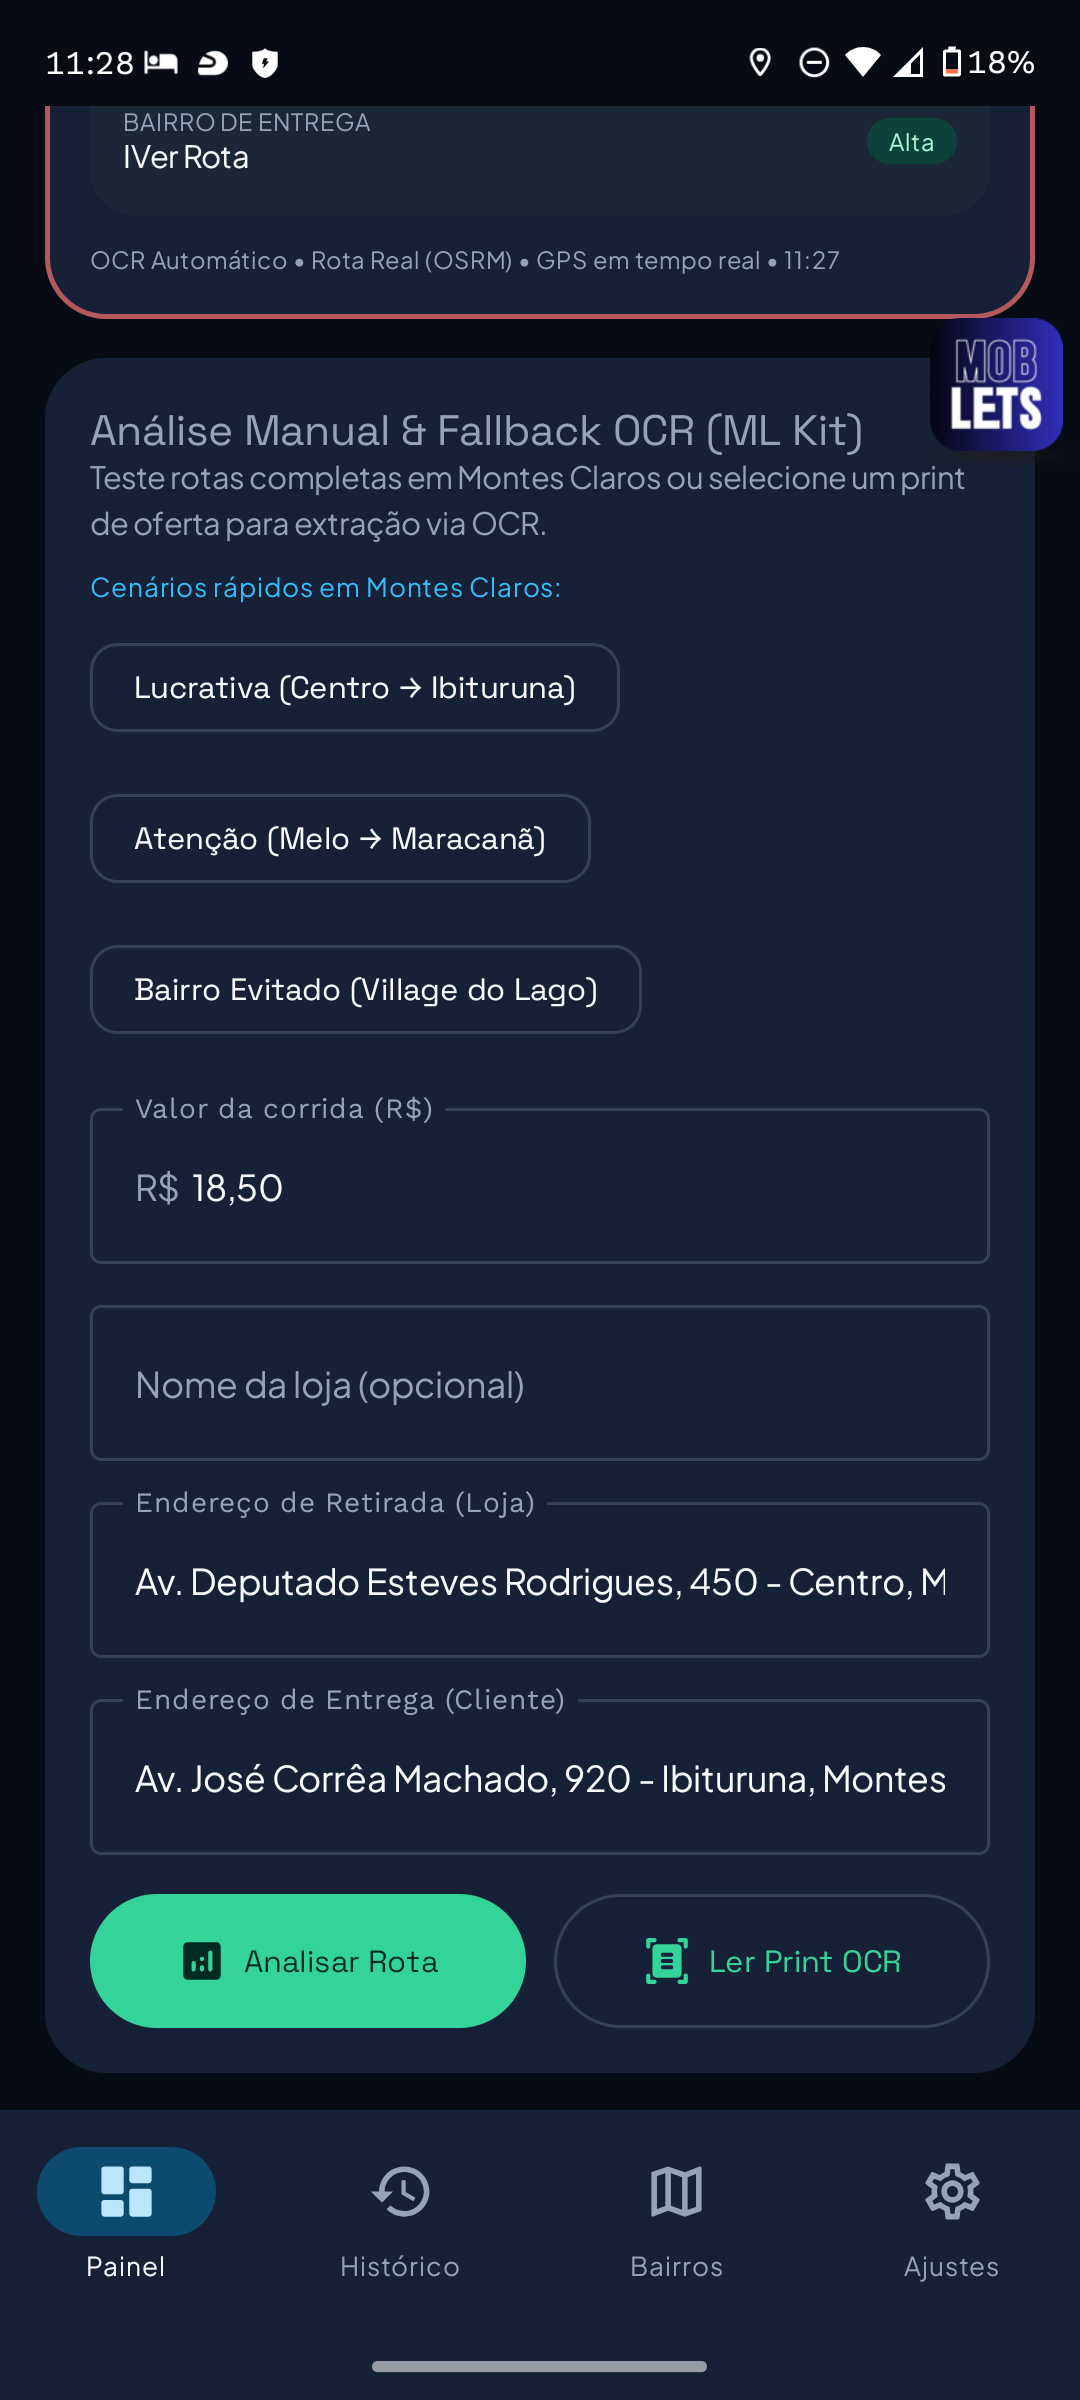 11:28
18%
BAIRRO DE ENTREGA
IVer Rota
Alta
OCR Automático • Rota Real (OSRM) • GPS em tempo real • 11:27
MOB
LETS
Análise Manual & Fallback OCR (ML Kit)
Teste rotas completas em Montes Claros ou selecione um print
de oferta para extração via OCR.
Cenários rápidos em Montes Claros:
Lucrativa (Centro → Ibituruna)
Atenção (Melo → Maracanã)
Bairro Evitado (Village do Lago)
Valor da corrida (R$)
R$ 18,50
Nome da loja (opcional)
Endereço de Retirada (Loja)
Av. Deputado Esteves Rodrigues, 450 - Centro, M
Endereço de Entrega (Cliente)
Av. José Corrêa Machado, 920 - Ibituruna, Montes
Analisar Rota
Ler Print OCR
Painel
Histórico
Bairros
Ajustes